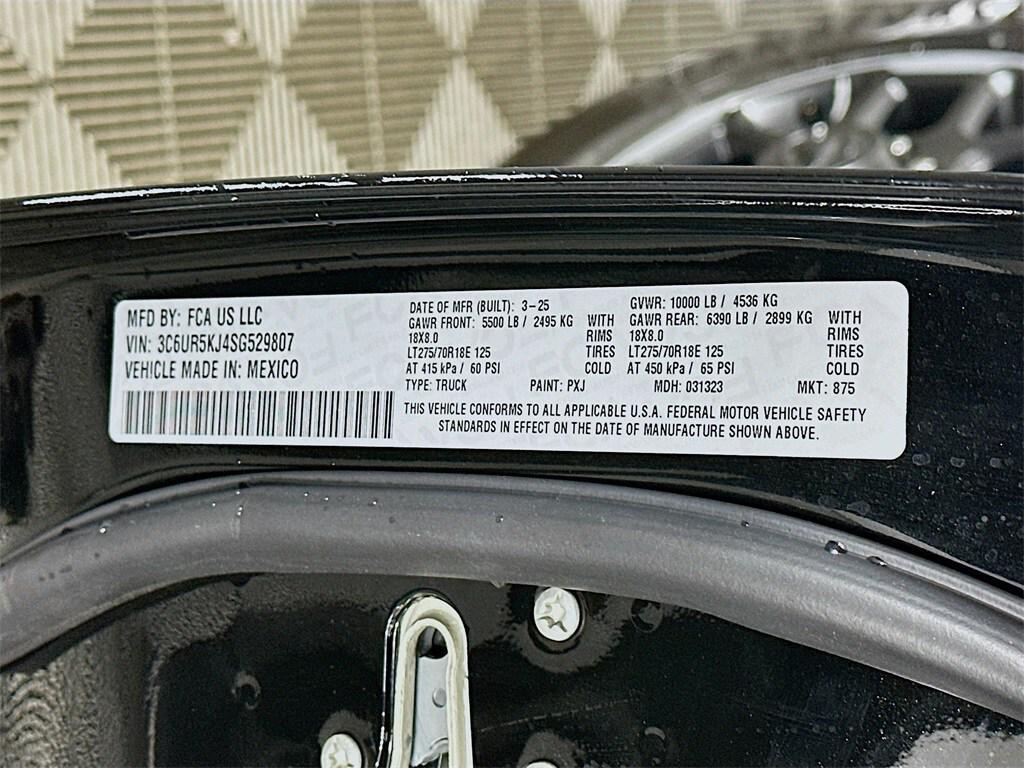 MFD BY: FCA US LLC
VIN: 3C6UR5KJ4SG529807
VEHICLE MADE IN: MEXICO
DATE OF MFR (BUILT): 3-25
GAWR FRONT: 5500 LB / 2495 KG WITH
18X8.0 RIMS
LT275/70R18E 125 TIRES
AT 415 kPa / 60 PSI COLD
GVWR: 10000 LB / 4536 KG
GAWR REAR: 6390 LB / 2899 KG WITH
18X8.0 RIMS
LT275/70R18E 125 TIRES
AT 450 kPa / 65 PSI COLD
TYPE: TRUCK PAINT: PXJ MDH: 031323 MKT: 875
THIS VEHICLE CONFORMS TO ALL APPLICABLE U.S.A. FEDERAL MOTOR VEHICLE SAFETY
STANDARDS IN EFFECT ON THE DATE OF MANUFACTURE SHOWN ABOVE.